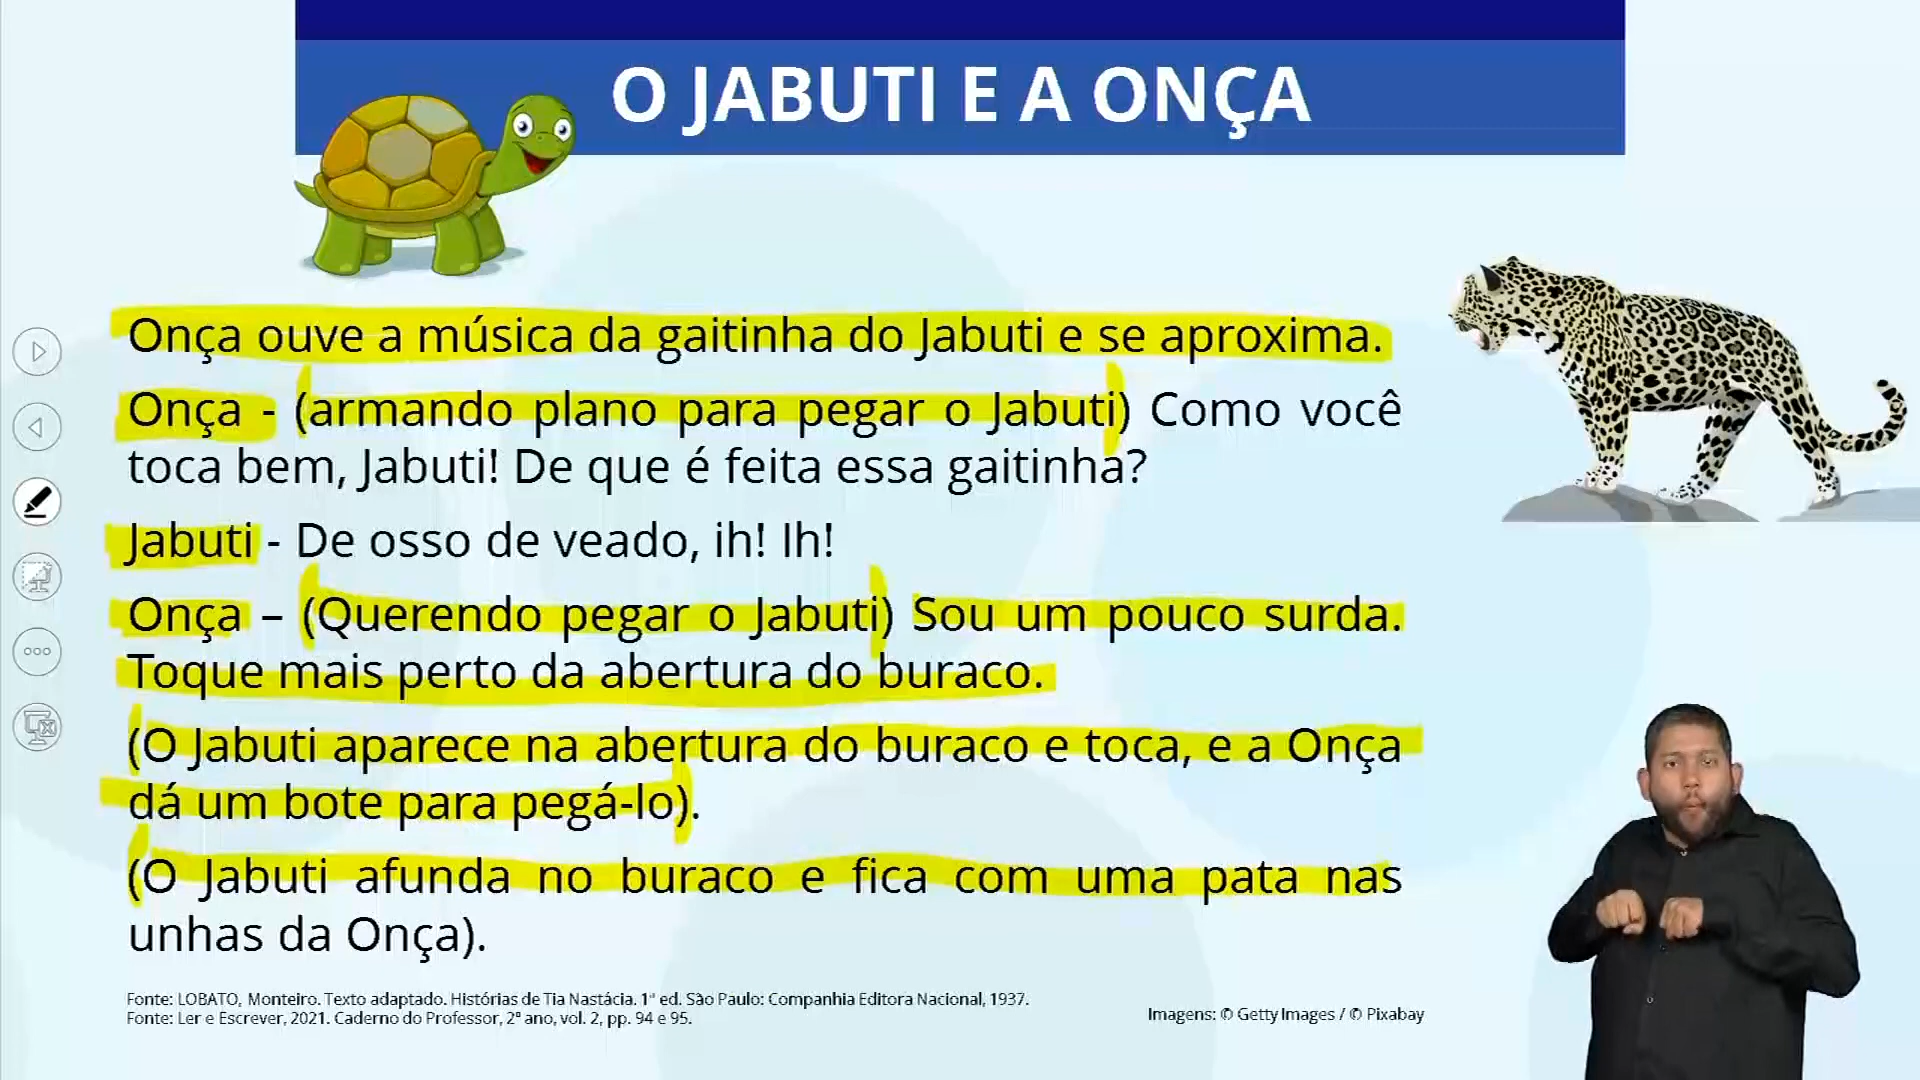 O JABUTI E A ONÇA
Onça ouve a música da gaitinha do Jabuti e se aproxima.
Onça - (armando plano para pegar o Jabuti) Como você
toca bem, Jabuti! De que é feita essa gaitinha?
Jabuti - De osso de veado, ih! Ih!
Onça – (Querendo pegar o Jabuti) Sou um pouco surda.
Toque mais perto da abertura do buraco.
(O Jabuti aparece na abertura do buraco e toca, e a Onça
dá um bote para pegá-lo).
(O Jabuti afunda no buraco e fica com uma pata nas
unhas da Onça).
Fonte: LOBATO, Monteiro. Texto adaptado. Histórias de Tia Nastácia. 1ª ed. São Paulo: Companhia Editora Nacional, 1937.
Fonte: Ler e Escrever, 2021. Caderno do Professor, 2º ano, vol. 2, pp. 94 e 95.
Imagens: © Getty Images / © Pixabay